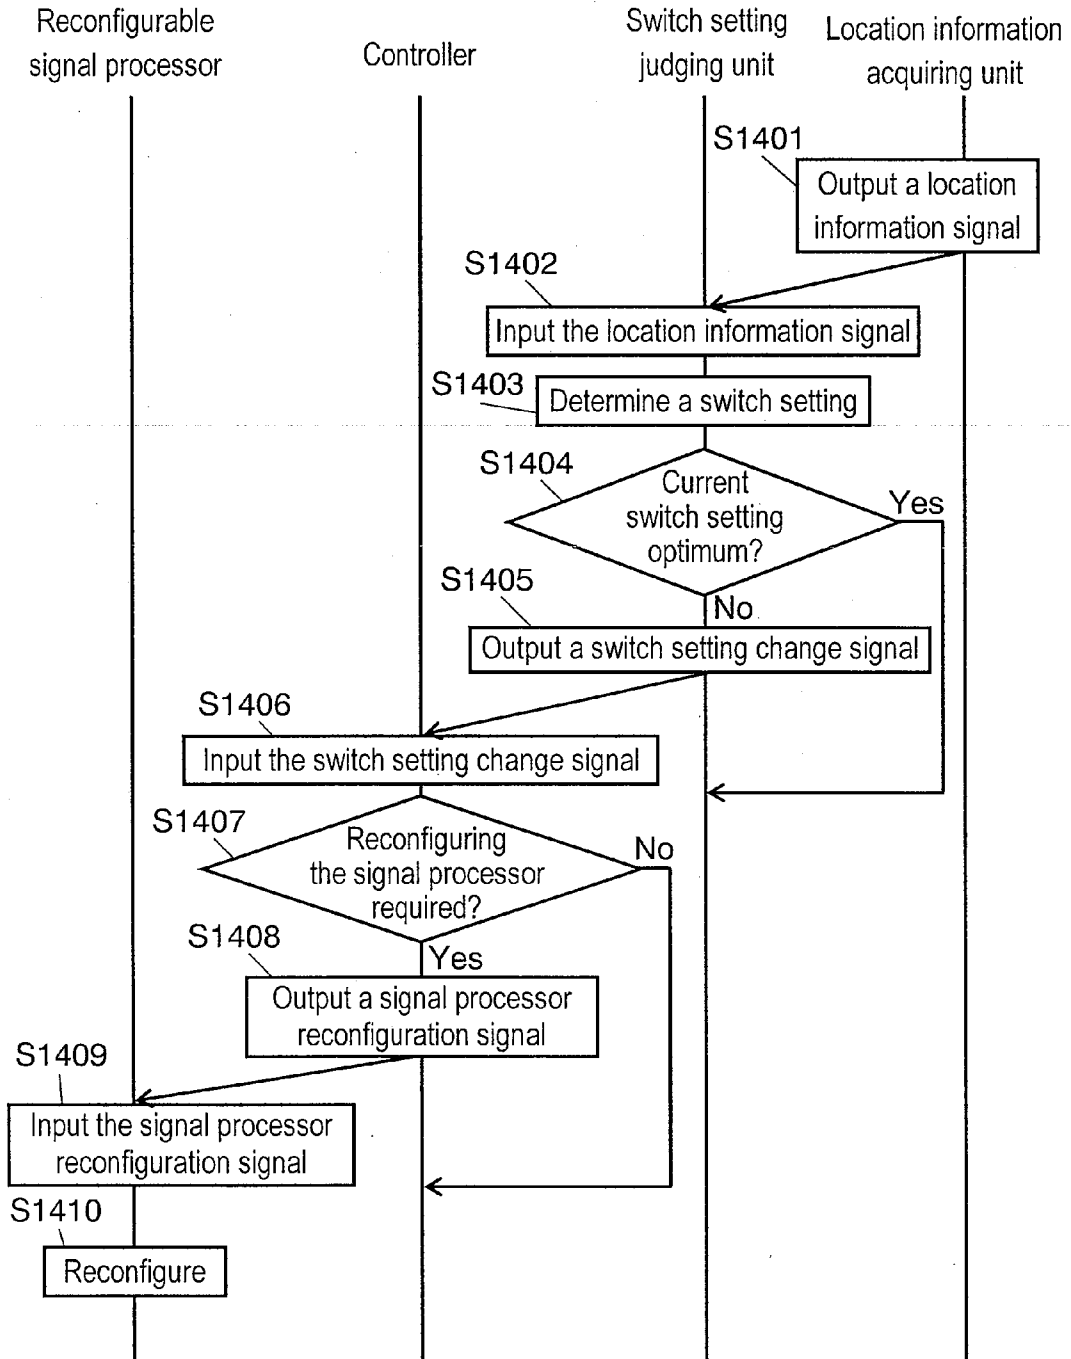 Reconfigurable
signal processor
Controller
Switch setting
judging unit
Location information
acquiring unit
S1401
Output a location
information signal
S1402
Input the location information signal
S1403
Determine a switch setting
S1404
Current
switch setting
optimum?
Yes
S1405
No
Output a switch setting change signal
S1406
Input the switch setting change signal
S1407
Reconfiguring
the signal processor
required?
No
S1408
Yes
Output a signal processor
reconfiguration signal
S1409
Input the signal processor
reconfiguration signal
S1410
Reconfigure